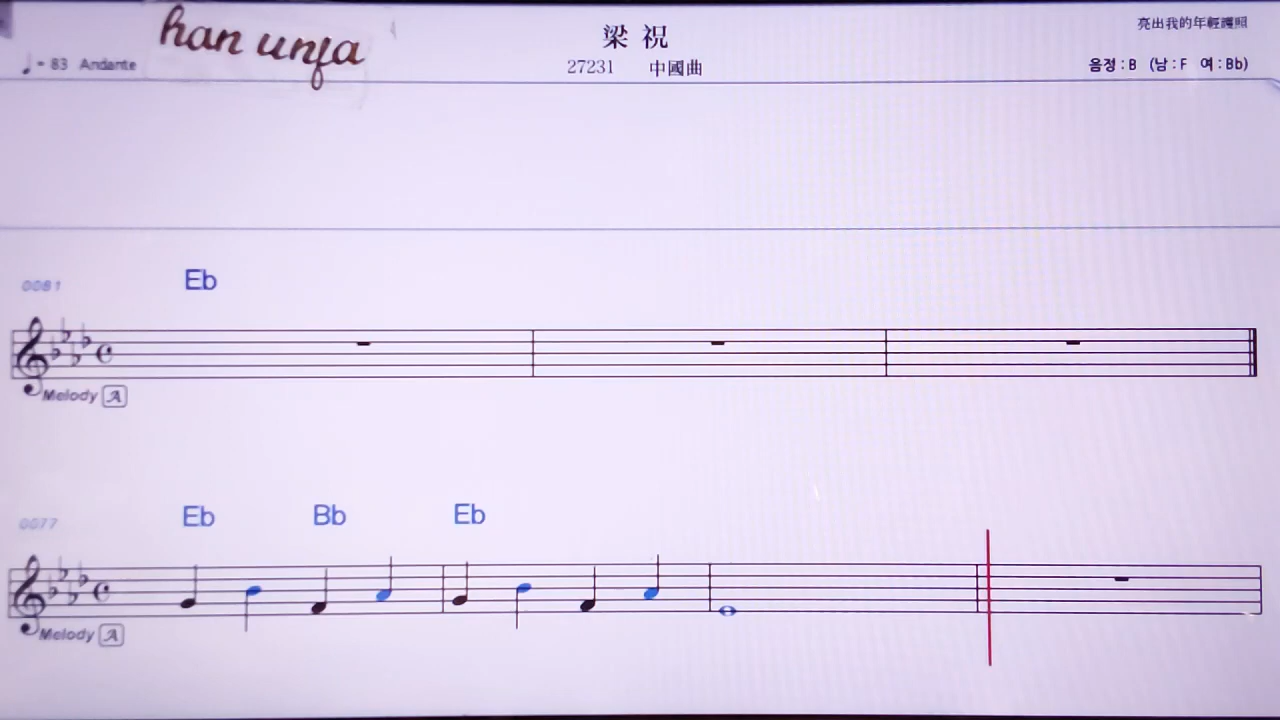 han unfa
梁祝
亮出我的年輕護照
♩= 83 Andante
27231 中國曲
음정 : B (남 : F 여 : Bb)
0081
Eb
Melody A
0077
Eb Bb Eb
Melody A